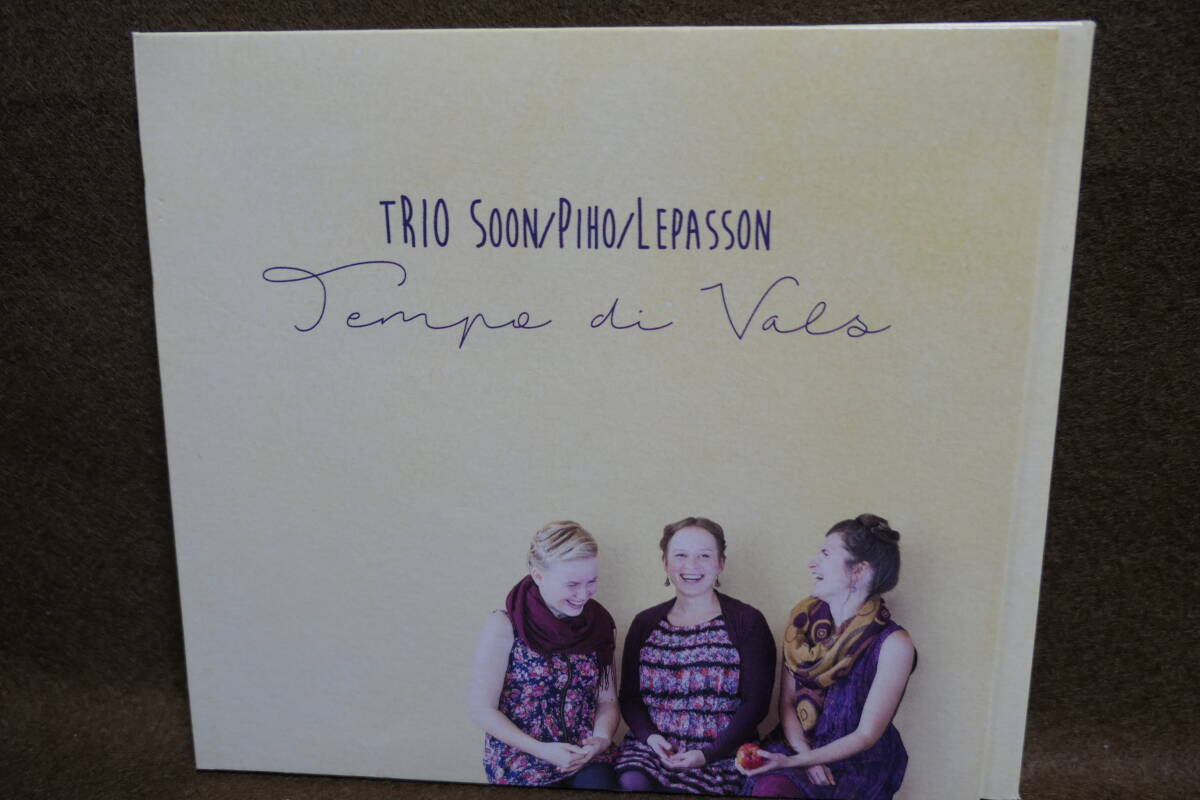 tRIO SOON/PIHO/LEPASSON
Tempo di Vals